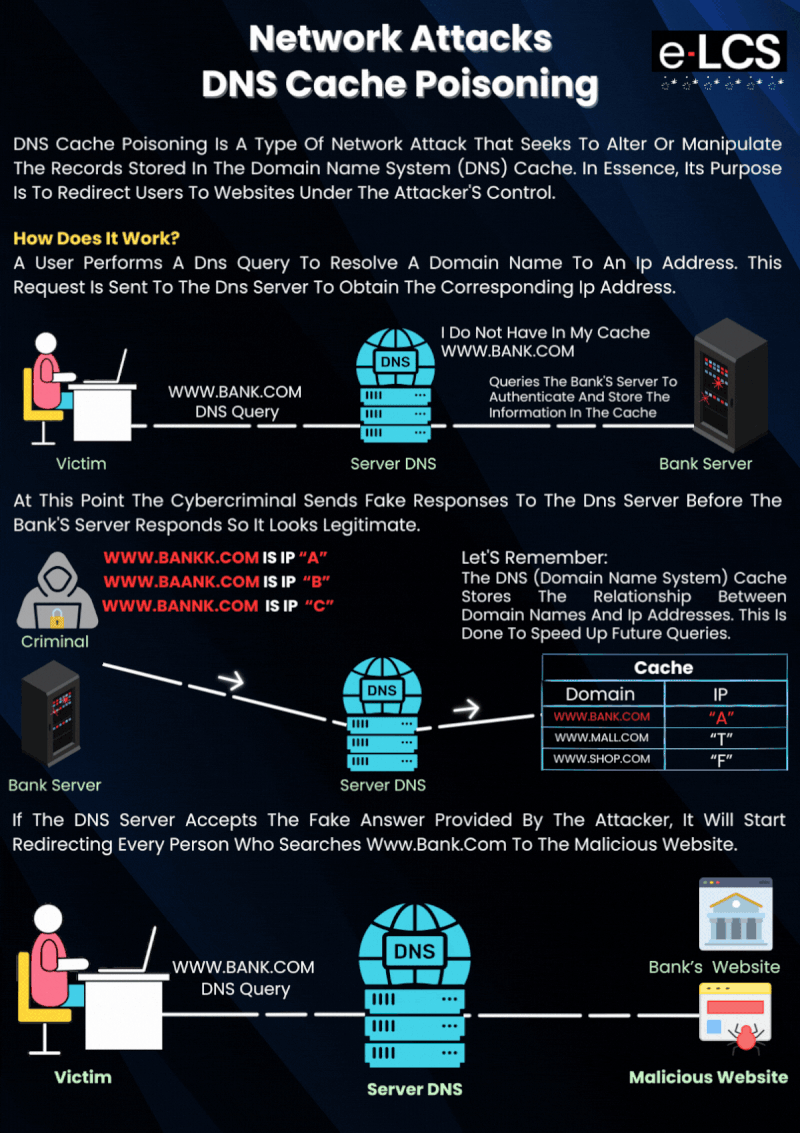 Network Attacks
DNS Cache Poisoning
e-LCS
DNS Cache Poisoning Is A Type Of Network Attack That Seeks To Alter Or Manipulate
The Records Stored In The Domain Name System (DNS) Cache. In Essence, Its Purpose
Is To Redirect Users To Websites Under The Attacker'S Control.
How Does It Work?
A User Performs A Dns Query To Resolve A Domain Name To An Ip Address. This
Request Is Sent To The Dns Server To Obtain The Corresponding Ip Address.
I Do Not Have In My Cache
WWW.BANK.COM
DNS
WWW.BANK.COM
DNS Query
Queries The Bank'S Server To
Authenticate And Store The
Information In The Cache
Victim
Server DNS
Bank Server
At This Point The Cybercriminal Sends Fake Responses To The Dns Server Before The
Bank'S Server Responds So It Looks Legitimate.
WWW.BANKK.COM IS IP “A”
WWW.BAANK.COM IS IP “B”
WWW.BANNK.COM IS IP “C”
Criminal
Let'S Remember:
The DNS (Domain Name System) Cache
Stores The Relationship Between
Domain Names And Ip Addresses. This Is
Done To Speed Up Future Queries.
DNS
Cache
Domain IP
WWW.BANK.COM “A”
WWW.MALL.COM “T”
WWW.SHOP.COM “F”
Bank Server
Server DNS
If The DNS Server Accepts The Fake Answer Provided By The Attacker, It Will Start
Redirecting Every Person Who Searches Www.Bank.Com To The Malicious Website.
DNS
WWW.BANK.COM
DNS Query
Bank’s Website
Victim
Server DNS
Malicious Website